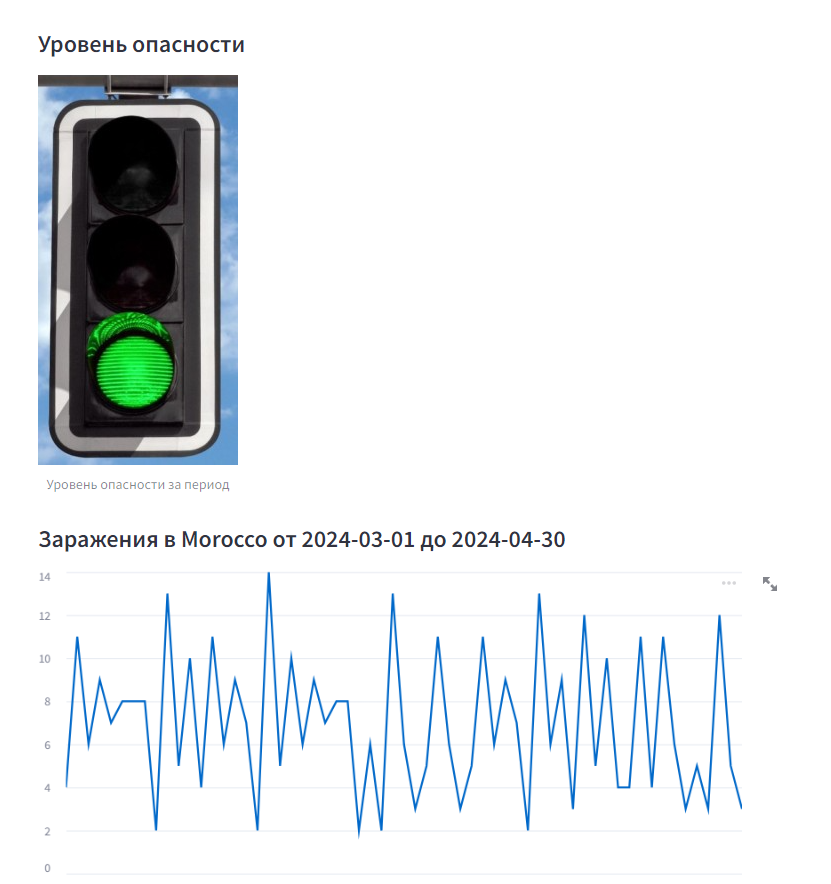 Уровень опасности
Уровень опасности за период
Заражения в Morocco от 2024-03-01 до 2024-04-30
14
12
10
8
6
4
2
0